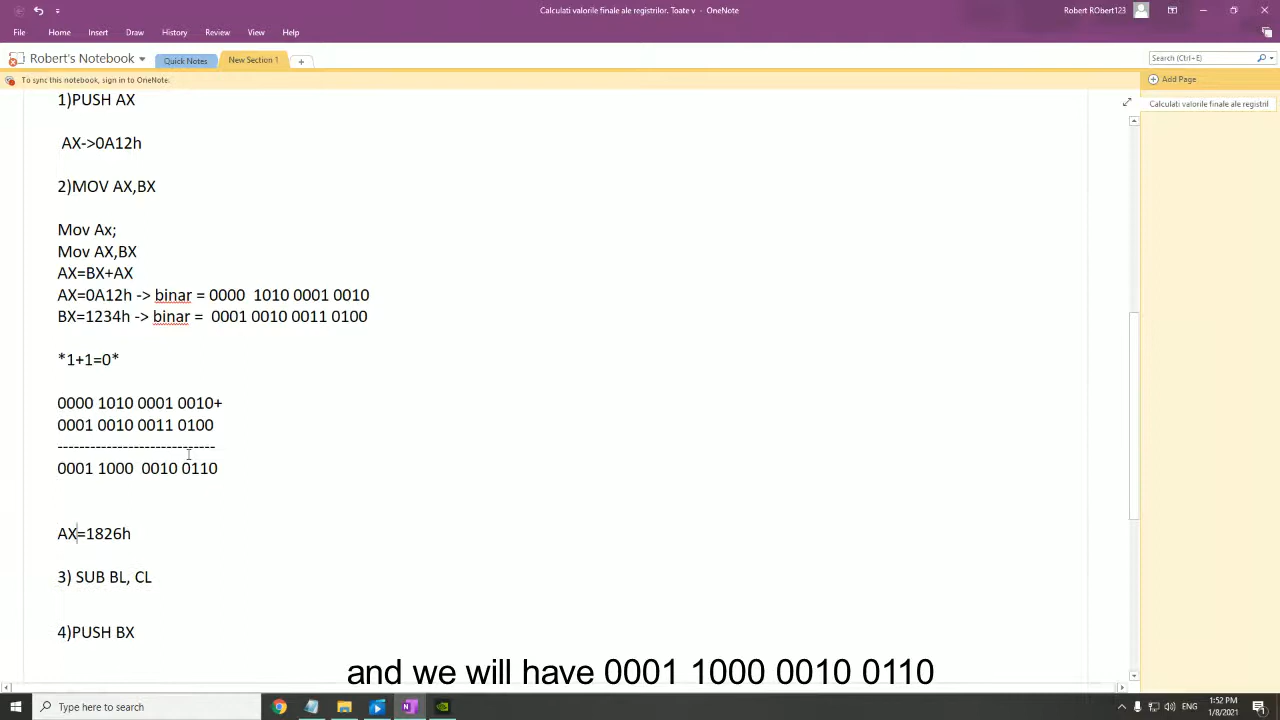 Calculati valorile finale ale registrilor. Toate v - OneNote
Robert RObert123
File Home Insert Draw History Review View Help
Robert's Notebook
Quick Notes
New Section 1
Search (Ctrl+E)
To sync this notebook, sign in to OneNote.
Add Page
Calculati valorile finale ale registril
1)PUSH AX
AX->0A12h
2)MOV AX,BX
Mov Ax;
Mov AX,BX
AX=BX+AX
AX=0A12h -> binar = 0000 1010 0001 0010
BX=1234h -> binar = 0001 0010 0011 0100
*1+1=0*
0000 1010 0001 0010+
0001 0010 0011 0100
-----------------------------
0001 1000 0010 0110
AX=1826h
3) SUB BL, CL
4)PUSH BX
and we will have 0001 1000 0010 0110
Type here to search
ENG
1:52 PM
1/8/2021